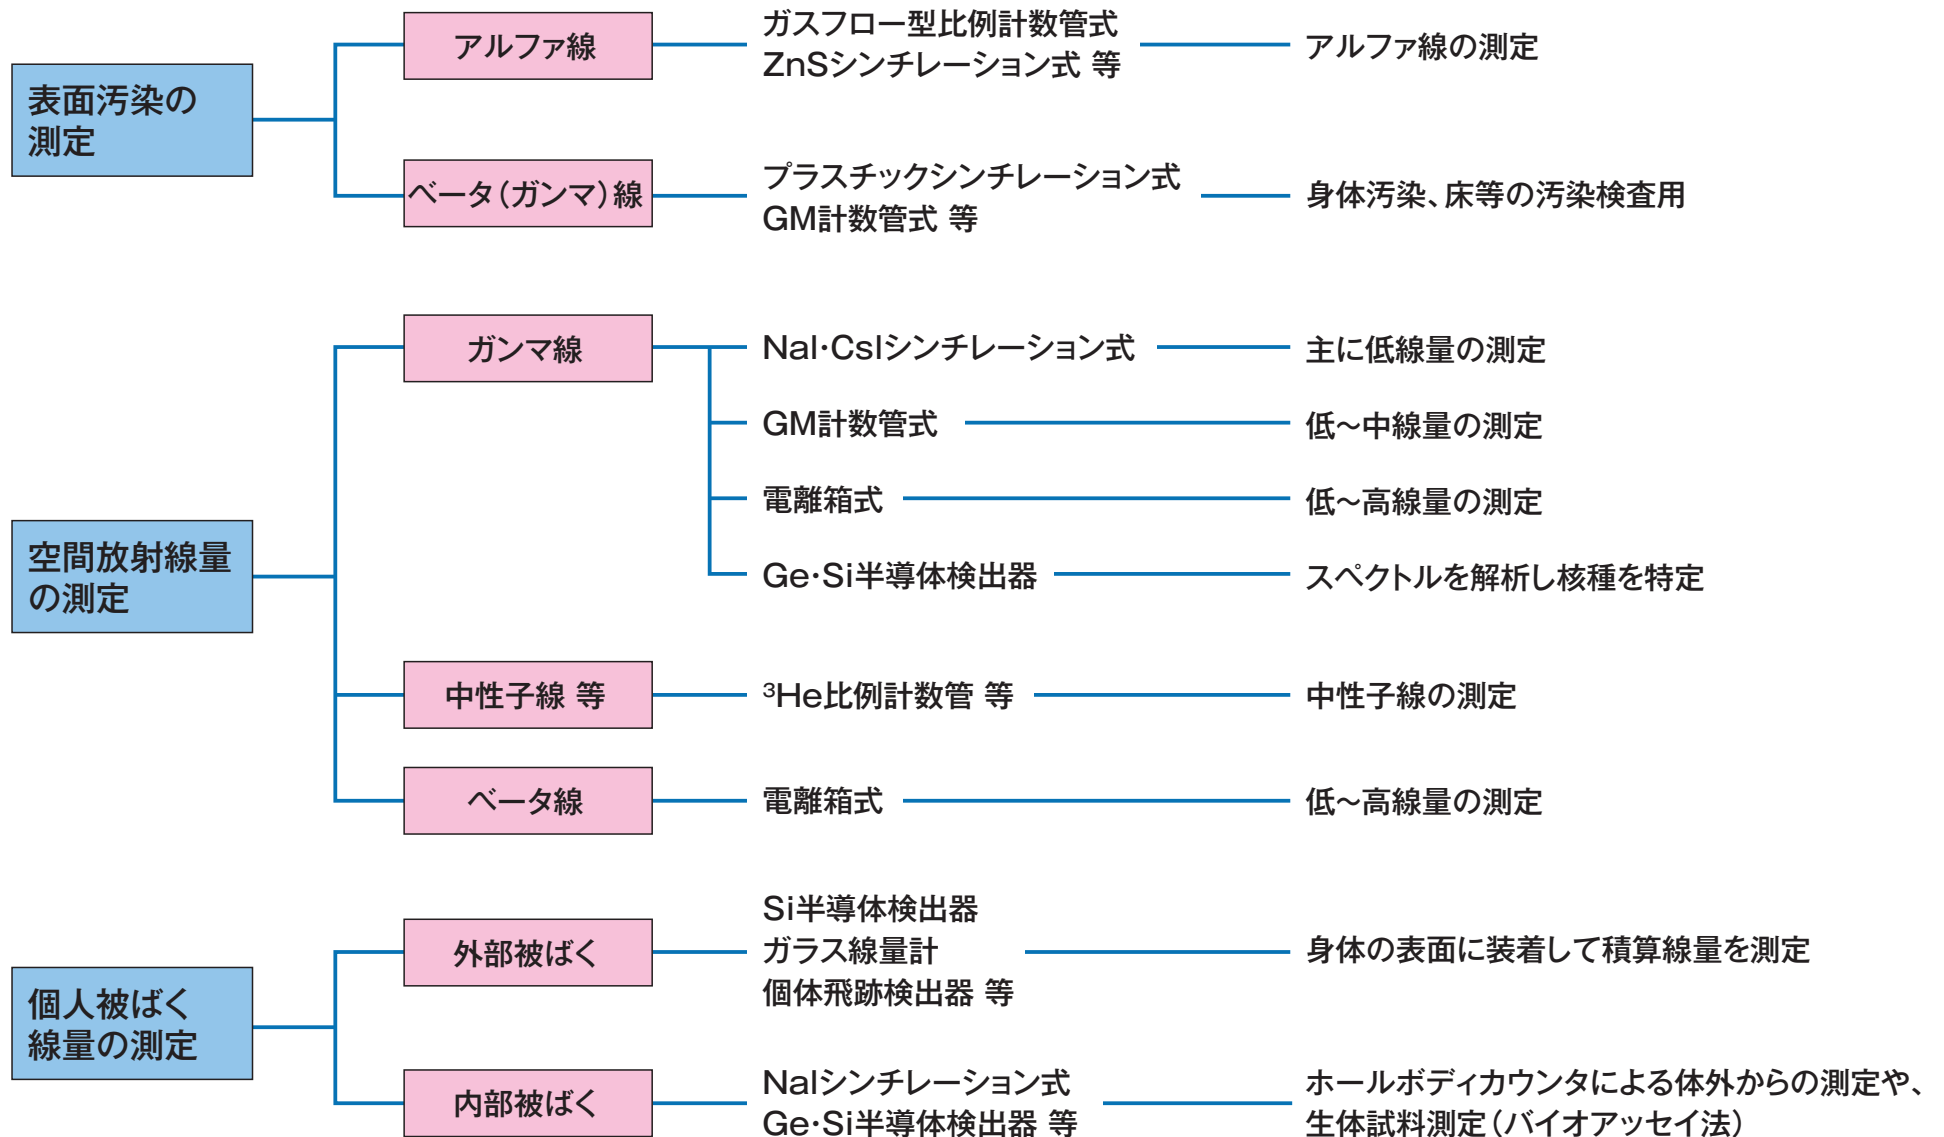 表面汚染の
測定
アルファ線
ガスフロー型比例計数管式
ZnSシンチレーション式 等
アルファ線の測定
ベータ(ガンマ)線
プラスチックシンチレーション式
GM計数管式 等
身体汚染、床等の汚染検査用
空間放射線量
の測定
ガンマ線
NaI・CsIシンチレーション式
主に低線量の測定
GM計数管式
低～中線量の測定
電離箱式
低～高線量の測定
Ge・Si半導体検出器
スペクトルを解析し核種を特定
中性子線 等
³He比例計数管 等
中性子線の測定
ベータ線
電離箱式
低～高線量の測定
個人被ばく
線量の測定
外部被ばく
Si半導体検出器
ガラス線量計
個体飛跡検出器 等
身体の表面に装着して積算線量を測定
内部被ばく
NaIシンチレーション式
Ge・Si半導体検出器 等
ホールボディカウンタによる体外からの測定や、
生体試料測定(バイオアッセイ法)